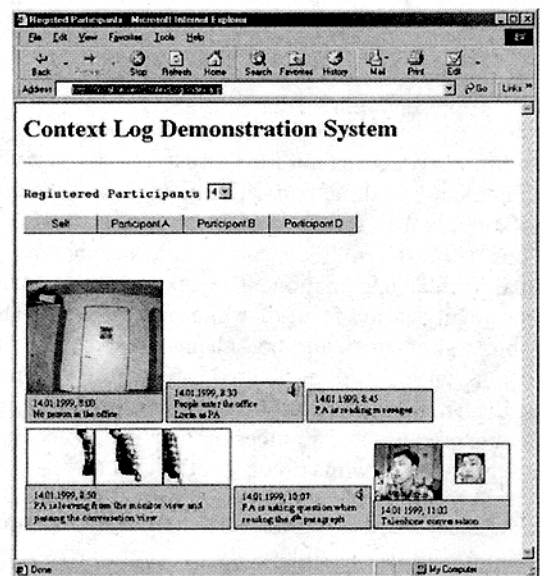 Registed Participants - Microsoft Internet Explorer
File Edit View Favorites Tools Help
Back Stop Refresh Home Search Favorites History Mail Print Edit
Address Go Links »
Context Log Demonstration System
Registered Participants 4
Self Participant A Participant B Participant D
14.01.1999, 8:00
No person in the office
14.01.1999, 8:33
People enter the office
Login as PA
14.01.1999, 8:45
PA is reading messages
14.01.1999, 8:50
PA is leaving from the monitor view and
passing the conversation view
14.01.1999, 10:07
PA is asking question when
reading the 4th paragraph
14.01.1999, 11:03
Telephone conversation
Done My Computer